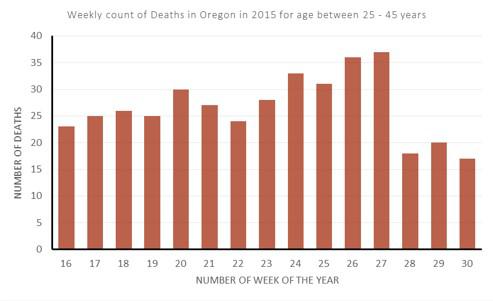 Weekly count of Deaths in Oregon in 2015 for age between 25 - 45 years
40
35
30
25
20
15
10
5
0
NUMBER OF DEATHS
16 17 18 19 20 21 22 23 24 25 26 27 28 29 30
NUMBER OF WEEK OF THE YEAR